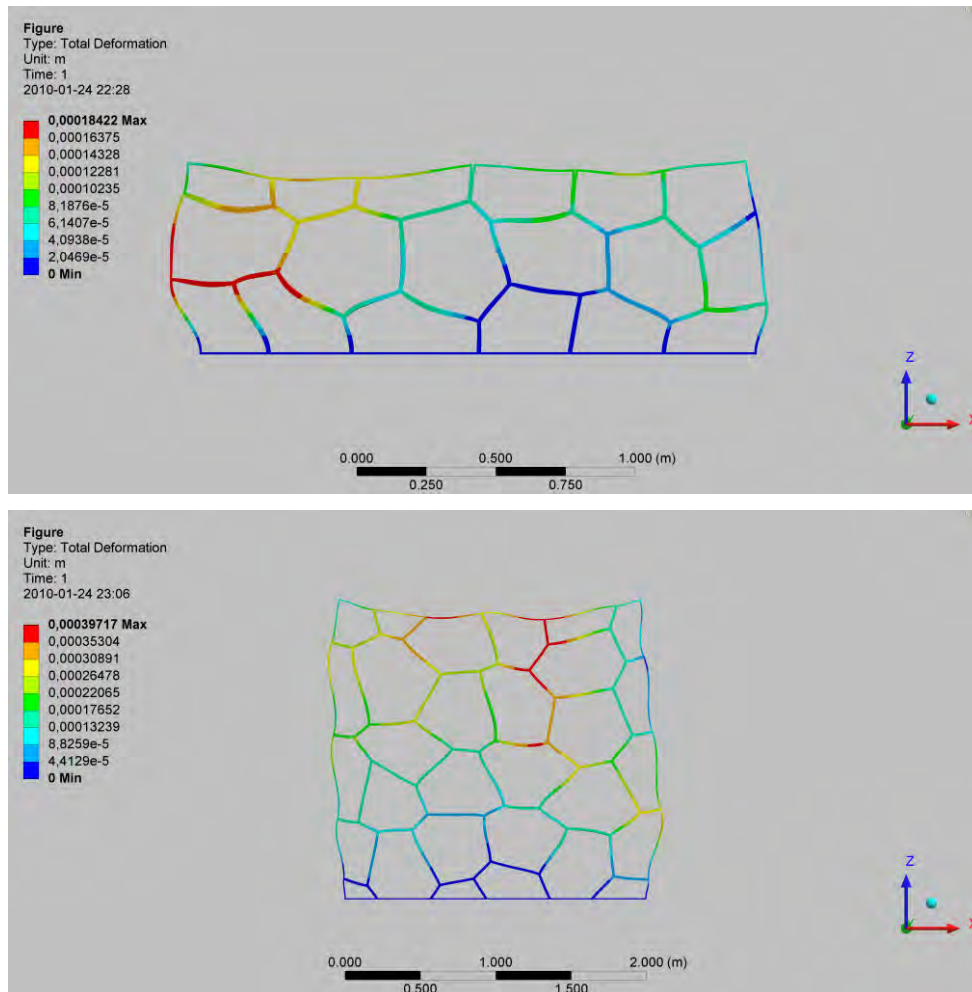 Figure
Type: Total Deformation
Unit: m
Time: 1
2010-01-24 22:28
0,00018422 Max
0,00016375
0,00014328
0,00012281
0,00010235
8,1876e-5
6,1407e-5
4,0938e-5
2,0469e-5
0 Min
Z
X
0.000 0.500 1.000 (m)
0.250 0.750
Figure
Type: Total Deformation
Unit: m
Time: 1
2010-01-24 23:06
0,00039717 Max
0,00035304
0,00030891
0,00026478
0,00022065
0,00017652
0,00013239
8,8259e-5
4,4129e-5
0 Min
Z
X
0.000 1.000 2.000 (m)
0.500 1.500